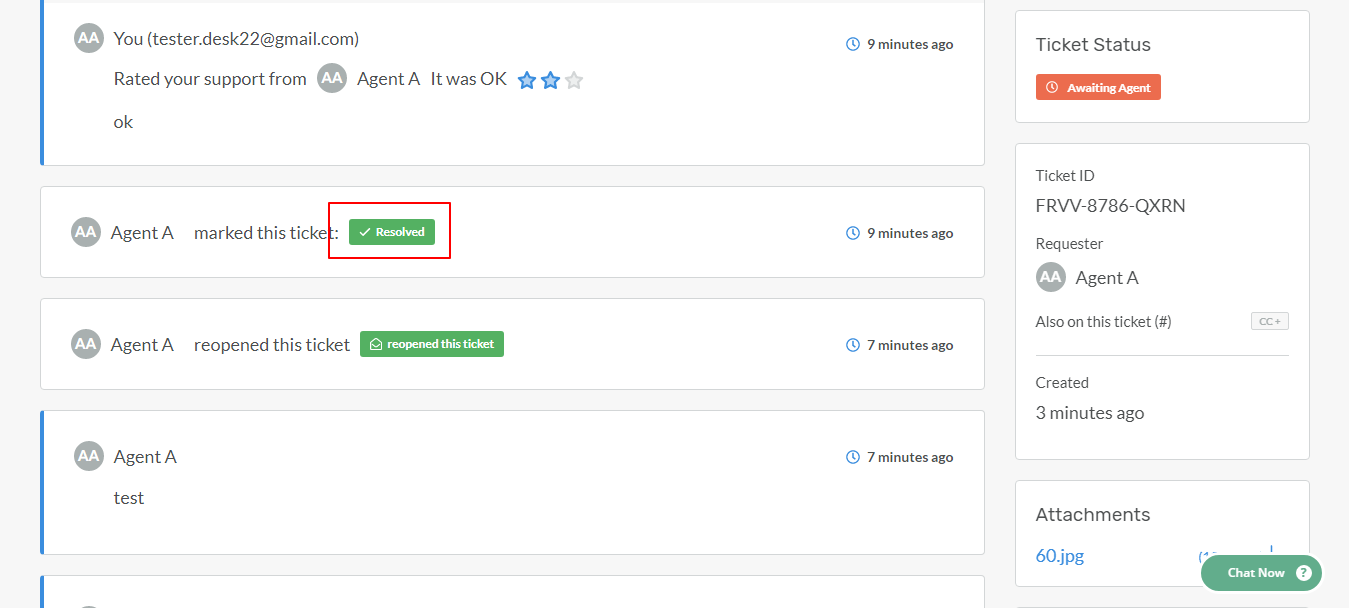 AA You (tester.desk22@gmail.com)
9 minutes ago
Rated your support from AA Agent A It was OK
ok
AA Agent A marked this ticket: Resolved
9 minutes ago
AA Agent A reopened this ticket reopened this ticket
7 minutes ago
AA Agent A
7 minutes ago
test
Ticket Status
Awaiting Agent
Ticket ID
FRVV-8786-QXRN
Requester
AA Agent A
Also on this ticket (#) CC +
Created
3 minutes ago
Attachments
60.jpg
Chat Now ?